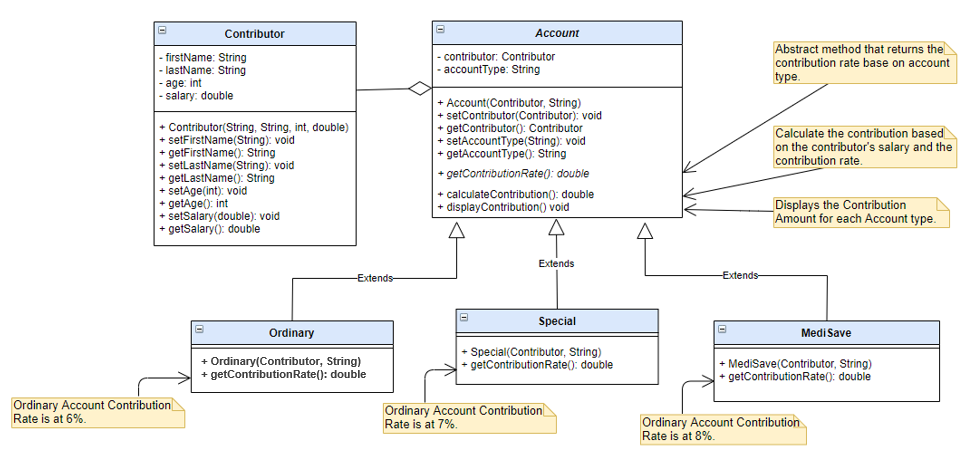 Contributor
- firstName: String
- lastName: String
- age: int
- salary: double
+ Contributor(String, String, int, double)
+ setFirstName(String): void
+ getFirstName(): String
+ setLastName(String): void
+ getLastName(): String
+ setAge(int): void
+ getAge(): int
+ setSalary(double): void
+ getSalary(): double
Account
- contributor: Contributor
- accountType: String
+ Account(Contributor, String)
+ setContributor(Contributor): void
+ getContributor(): Contributor
+ setAccountType(String): void
+ getAccountType(): String
+ getContributionRate(): double
+ calculateContribution(): double
+ displayContribution() void
Abstract method that returns the
contribution rate base on account
type.
Calculate the contribution based
on the contributor's salary and the
contribution rate.
Displays the Contribution
Amount for each Account type.
Extends
Extends
Extends
Ordinary
+ Ordinary(Contributor, String)
+ getContributionRate(): double
Special
+ Special(Contributor, String)
+ getContributionRate(): double
MediSave
+ MediSave(Contributor, String)
+ getContributionRate(): double
Ordinary Account Contribution
Rate is at 6%.
Ordinary Account Contribution
Rate is at 7%.
Ordinary Account Contribution
Rate is at 8%.